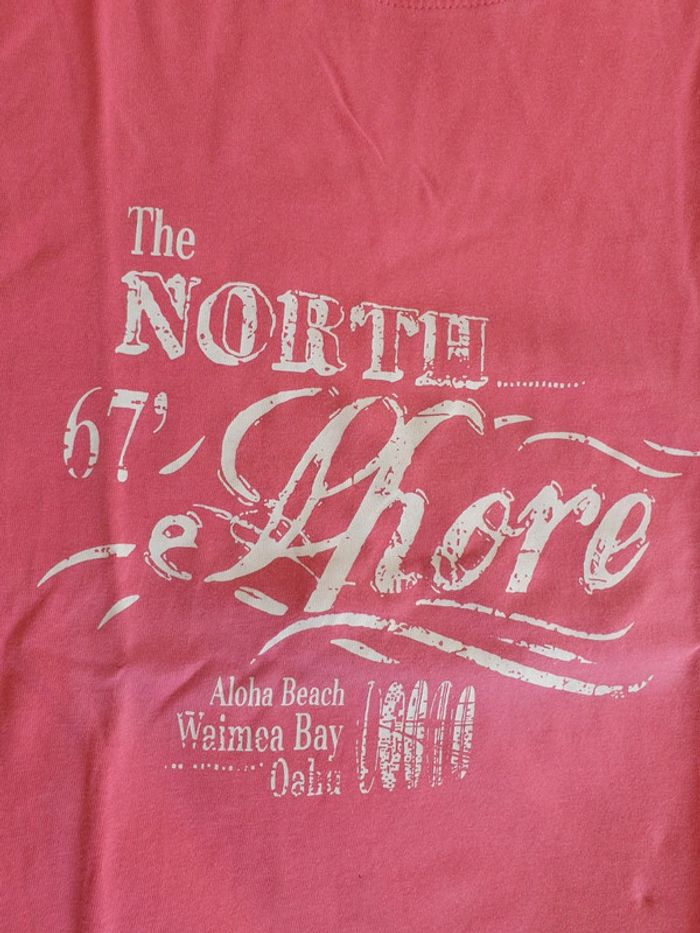 The
NORTH
67'
e Shore
Aloha Beach
Waimea Bay
Oahu